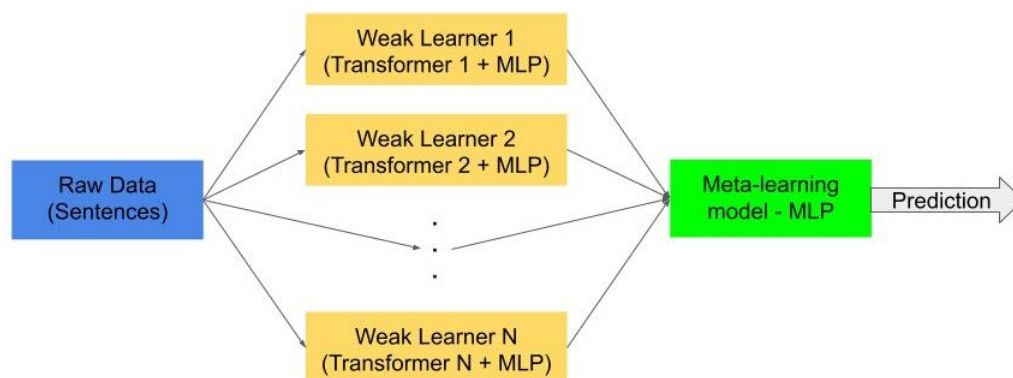 Weak Learner 1
(Transformer 1 + MLP)
Weak Learner 2
(Transformer 2 + MLP)
Raw Data
(Sentences)
Meta-learning
model - MLP
Prediction
.
.
.
Weak Learner N
(Transformer N + MLP)